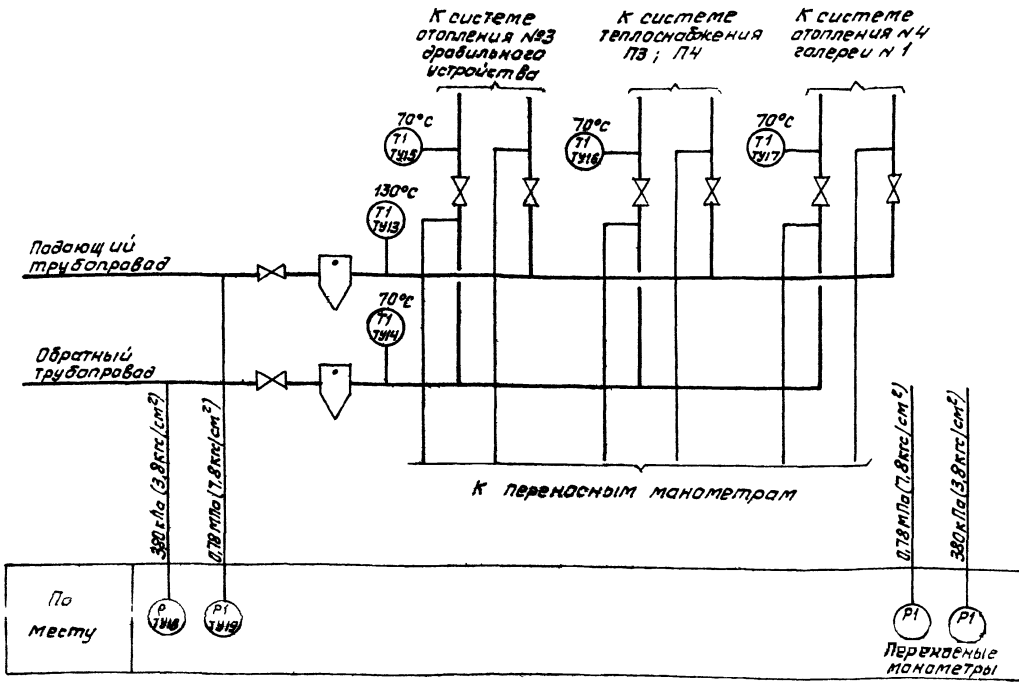 К системе
отопления №3
дробильного
устройства
К системе
теплоснабжения
П3 ; П4
К системе
отопления N4
галереи N 1
70°С
Т1
ТУ15
70°С
Т1
ТУ16
70°С
Т1
ТУ17
130°С
Т1
ТУ13
Подающий
трубопровод
70°С
Т1
ТУ14
Обратный
трубопровод
380 кПа (3,8 кгс/см²)
0,78 МПа (7,8 кгс/см²)
К переносным манометрам
0,78 МПа (7,8 кгс/см²)
380 кПа (3,8 кгс/см²)
По
месту
Р
ТУ18
Р1
ТУ19
Р1
Р1
Переносные
манометры